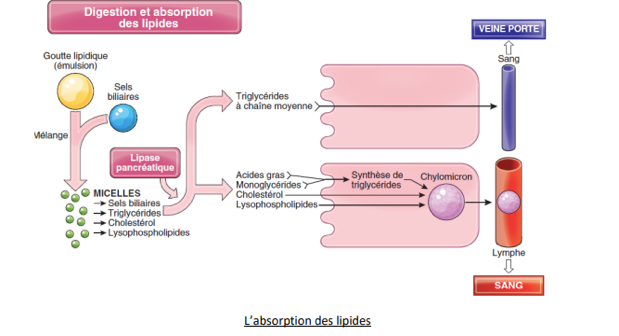 Digestion et absorption
des lipides
VEINE PORTE
Goutte lipidique
(émulsion)
Sels
biliaires
Sang
Triglycérides
à chaîne moyenne
Mélange
Lipase
pancréatique
Acides gras
Monoglycérides
Cholestérol
Lysophospholipides
Synthèse de
triglycérides
Chylomicron
MICELLES
Sels biliaires
Triglycérides
Cholestérol
Lysophospholipides
Lymphe
SANG
L'absorption des lipides